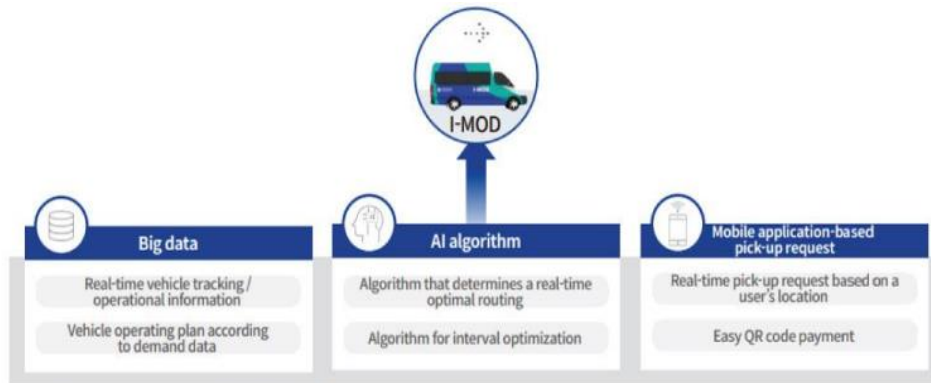 I-MOD
Big data
Real-time vehicle tracking /
operational information
Vehicle operating plan according
to demand data
AI algorithm
Algorithm that determines a real-time
optimal routing
Algorithm for interval optimization
Mobile application-based
pick-up request
Real-time pick-up request based on a
user's location
Easy QR code payment